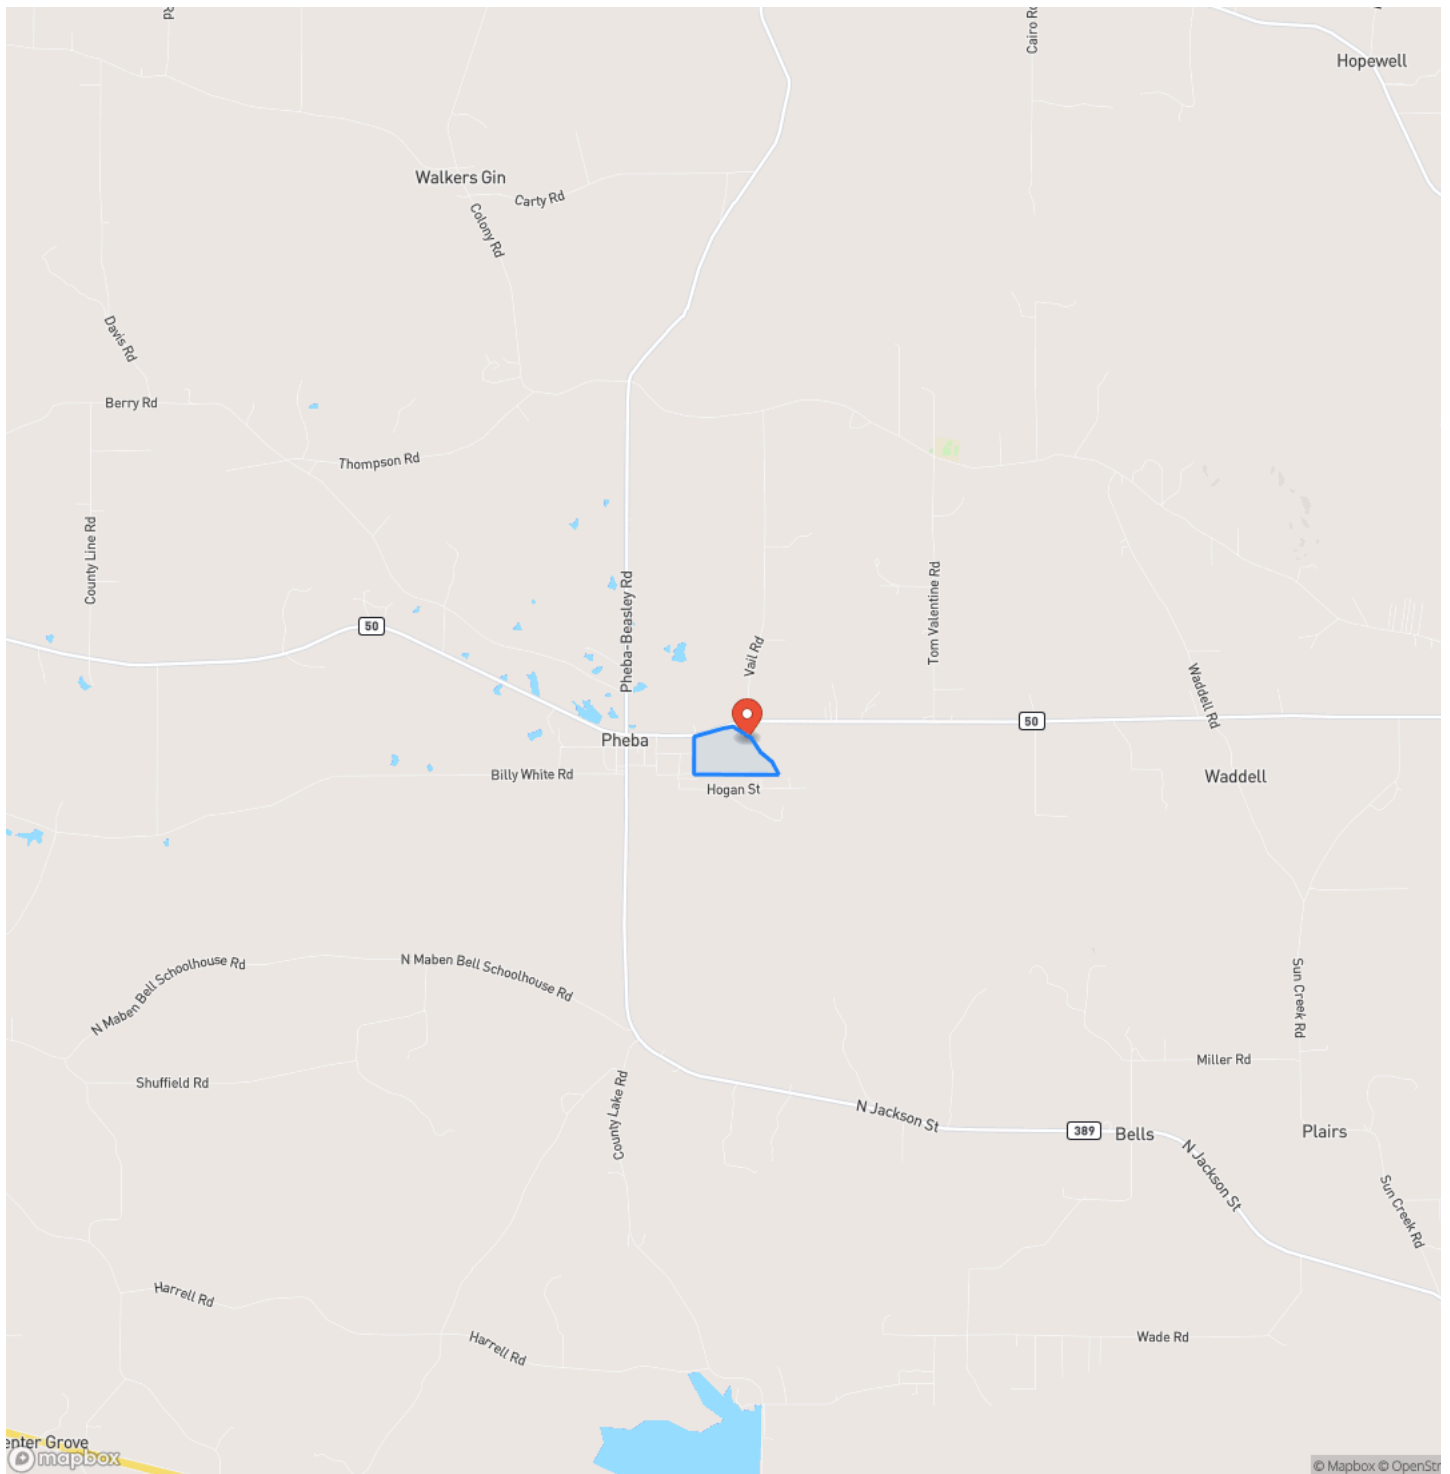 Cairo Rd
Hopewell
Walkers Gin
Carty Rd
Colony Rd
Davis Rd
Berry Rd
Thompson Rd
County Line Rd
Pheba-Beasley Rd
Tom Valentine Rd
50
Vail Rd
Waddell Rd
50
Pheba
Billy White Rd
Waddell
Hogan St
N Maben Bell Schoolhouse Rd
N Maben Bell Schoolhouse Rd
Sun Creek Rd
Miller Rd
Shuffield Rd
County Lake Rd
N Jackson St
389
Bells
Plairs
N Jackson St
Sun Creek Rd
Harrell Rd
Harrell Rd
Wade Rd
enter Grove
mapbox
© Mapbox © OpenStr